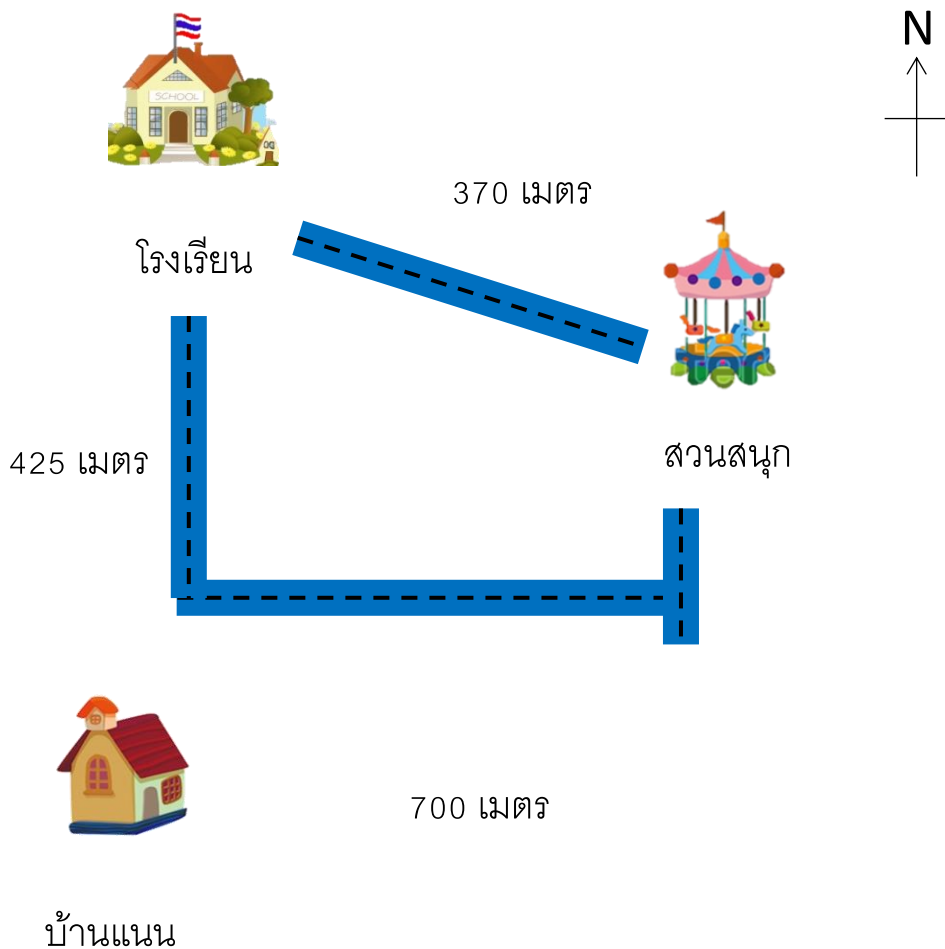 N
SCHOOL
370 เมตร
โรงเรียน
425 เมตร
สวนสนุก
700 เมตร
บ้านแนน